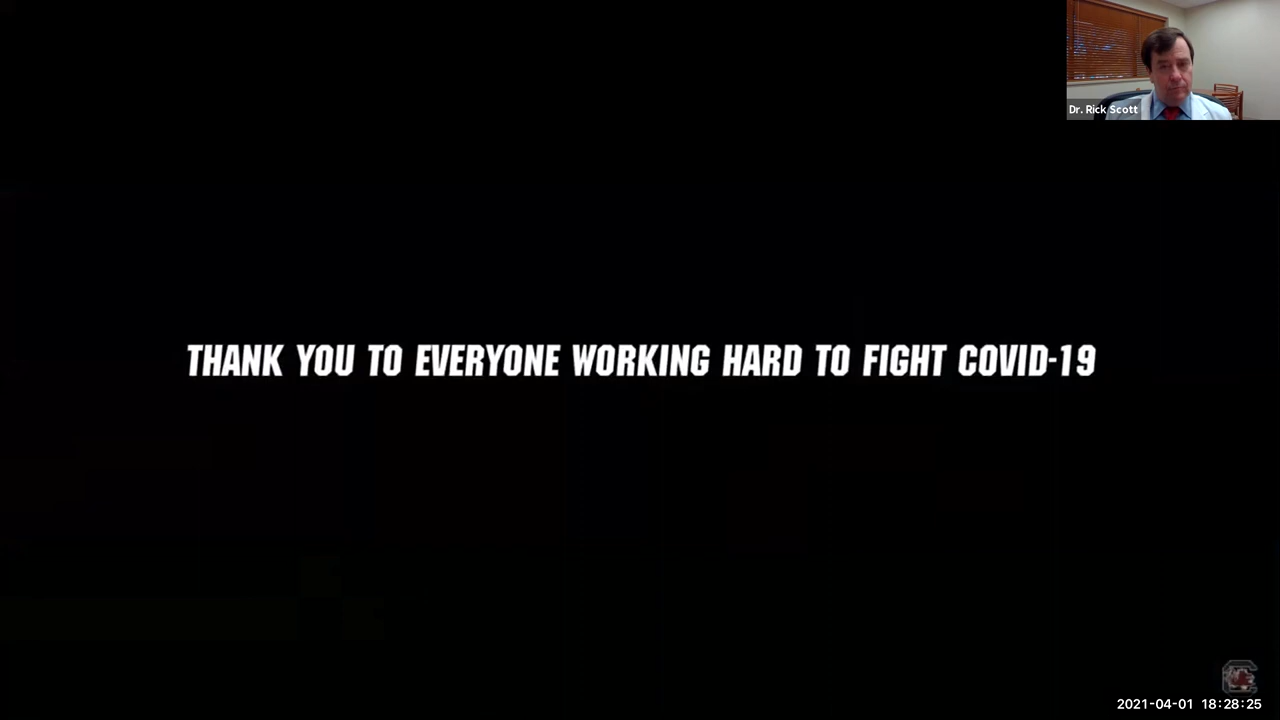 Dr. Rick Scott
THANK YOU TO EVERYONE WORKING HARD TO FIGHT COVID-19
2021-04-01 18:28:25